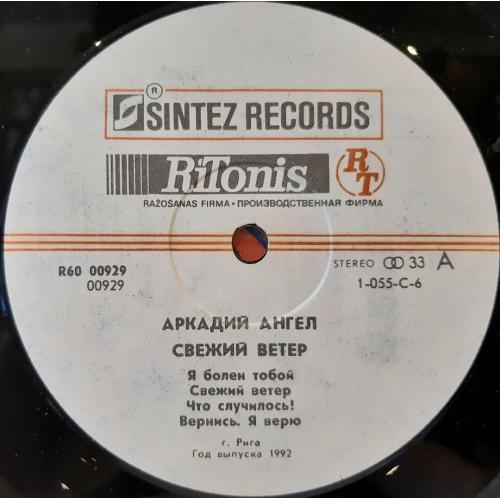 ®
SINTEZ RECORDS
RiTonis RT
RAŽOŠANAS FIRMA • ПРОИЗВОДСТВЕННАЯ ФИРМА
R60 00929
00929
STEREO 33 A
1-055-C-6
АРКАДИЙ АНГЕЛ
СВЕЖИЙ ВЕТЕР
Я болен тобой
Свежий ветер
Что случилось!
Вернись. Я верю
г. Рига
Год выпуска 1992